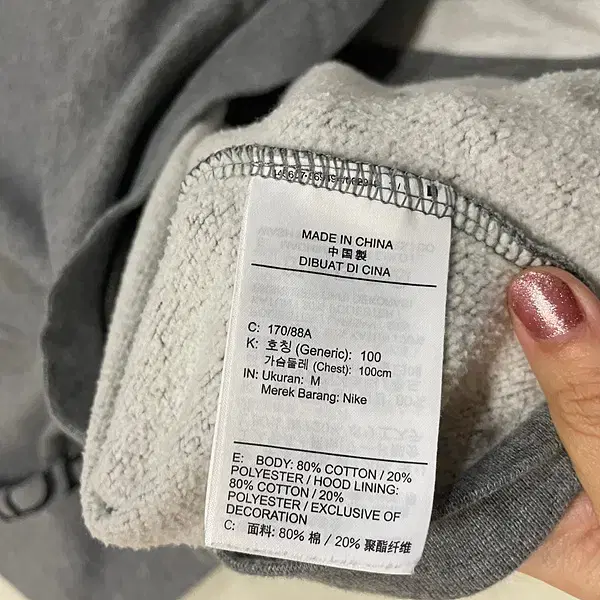 MADE IN CHINA
中国製
DIBUAT DI CINA
C: 170/88A
K: 호칭 (Generic): 100
가슴둘레 (Chest): 100cm
IN: Ukuran: M
Merek Barang: Nike
E: BODY: 80% COTTON / 20%
POLYESTER / HOOD LINING:
80% COTTON / 20%
POLYESTER / EXCLUSIVE OF
DECORATION
C: 面料: 80% 棉 / 20% 聚酯纤维